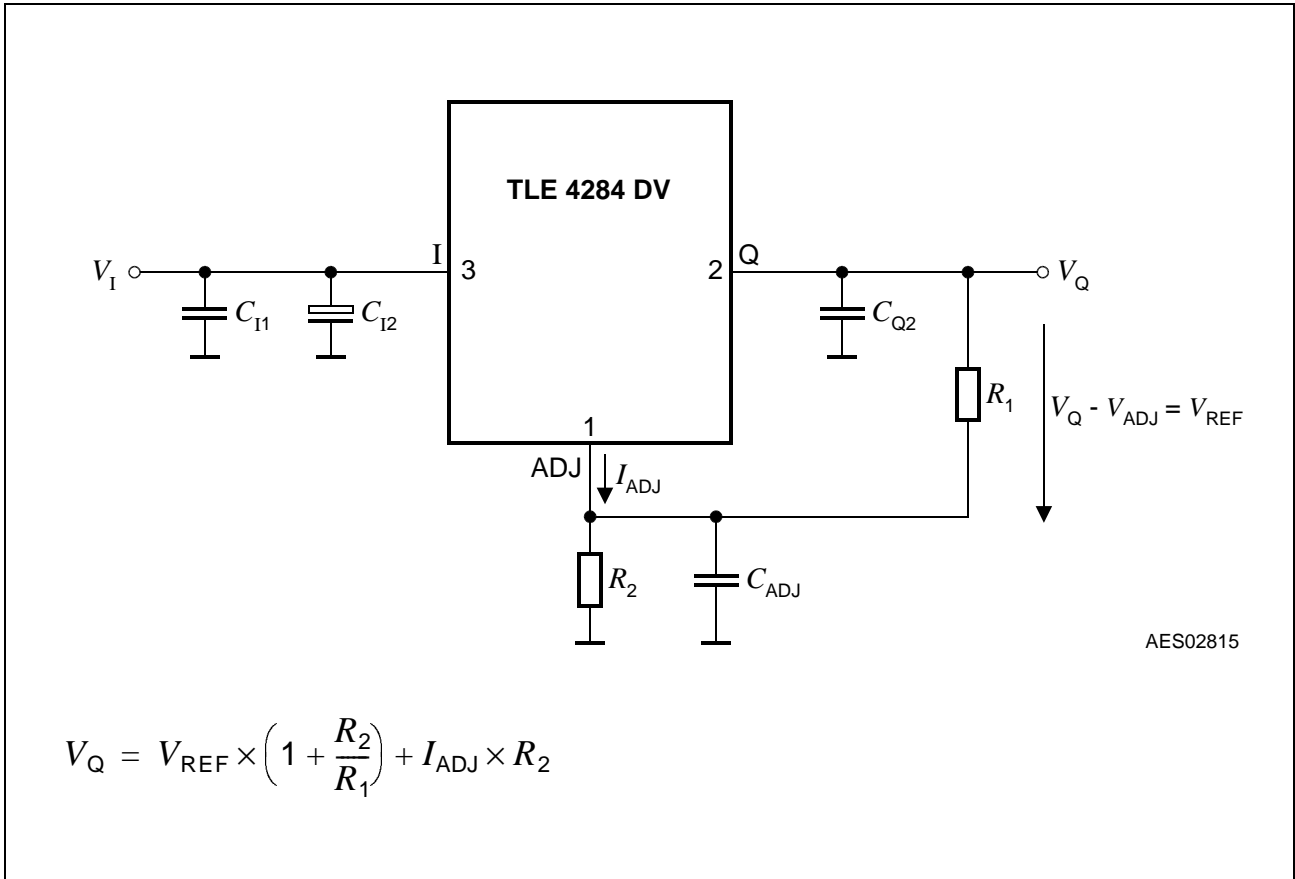 TLE 4284 DV
I
Q
3
2
V_I
V_Q
C_I1
C_I2
C_Q2
R_1
V_Q - V_ADJ = V_REF
1
ADJ
I_ADJ
R_2
C_ADJ
AES02815
V_Q = V_REF × (1 + R_2/R_1) + I_ADJ × R_2